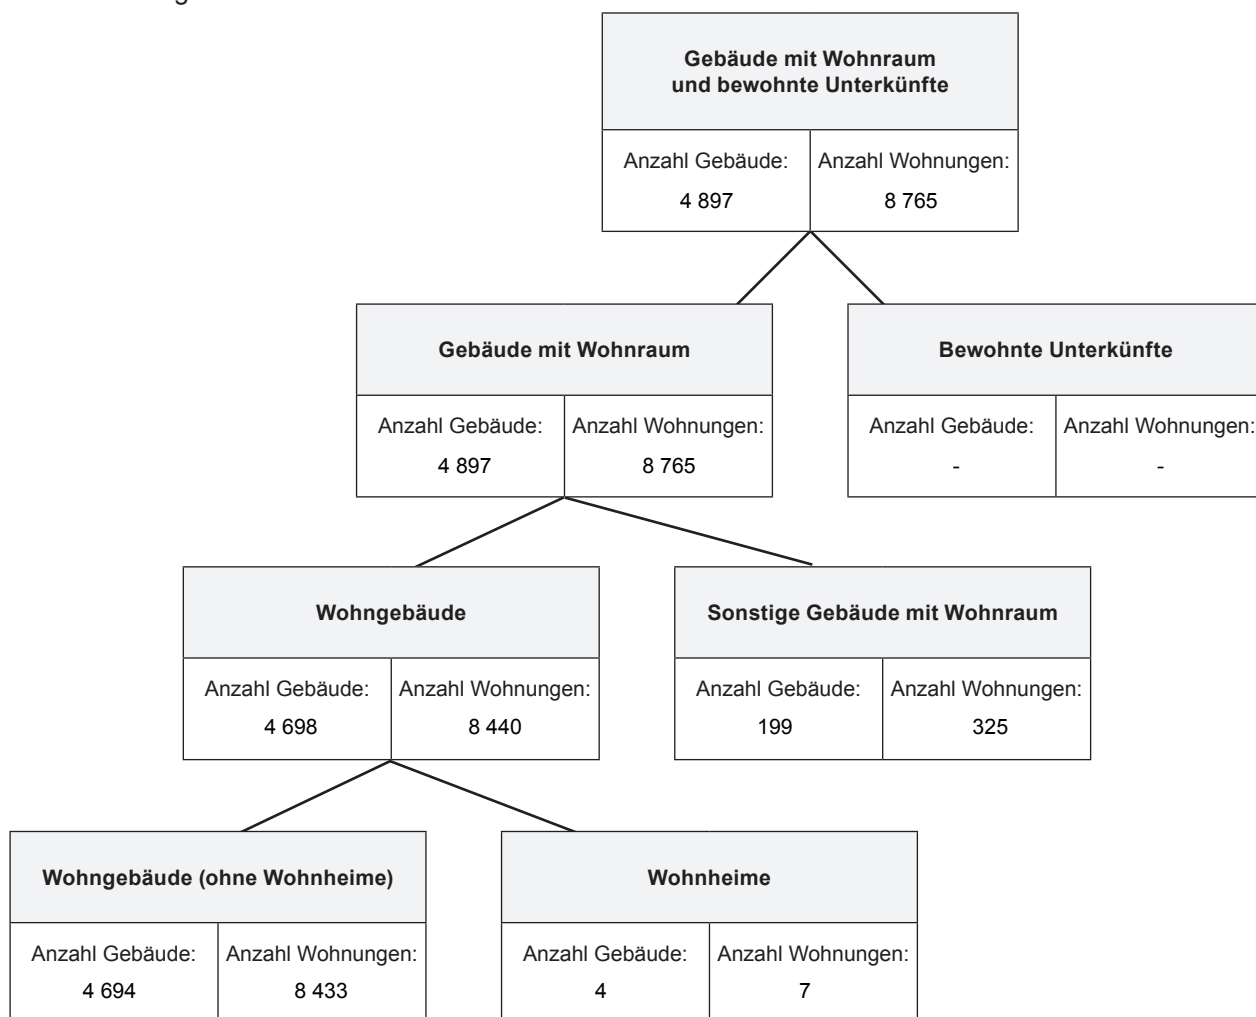 Gebäude mit Wohnraum
und bewohnte Unterkünfte
Anzahl Gebäude:
Anzahl Wohnungen:
4 897
8 765
Gebäude mit Wohnraum
Bewohnte Unterkünfte
Anzahl Gebäude:
Anzahl Wohnungen:
Anzahl Gebäude:
Anzahl Wohnungen:
4 897
8 765
-
-
Wohngebäude
Sonstige Gebäude mit Wohnraum
Anzahl Gebäude:
Anzahl Wohnungen:
Anzahl Gebäude:
Anzahl Wohnungen:
4 698
8 440
199
325
Wohngebäude (ohne Wohnheime)
Wohnheime
Anzahl Gebäude:
Anzahl Wohnungen:
Anzahl Gebäude:
Anzahl Wohnungen:
4 694
8 433
4
7